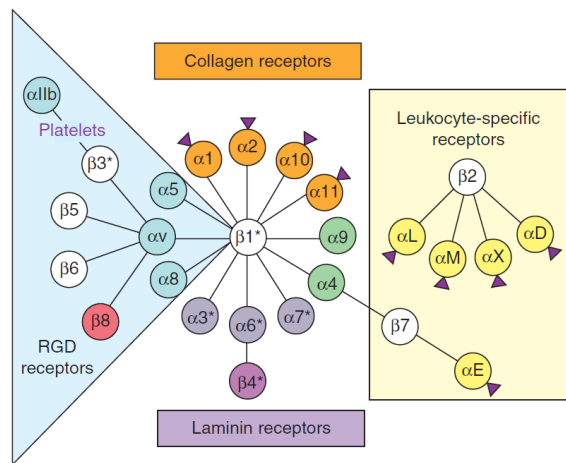 Collagen receptors
αIIb
Platelets
β3*
α1
α2
α10
α11
Leukocyte-specific
receptors
β2
α5
β5
αv
β1*
α9
αL
αM
αX
αD
β6
α8
α4
β8
α3*
α6*
α7*
β7
RGD
receptors
β4*
αE
Laminin receptors